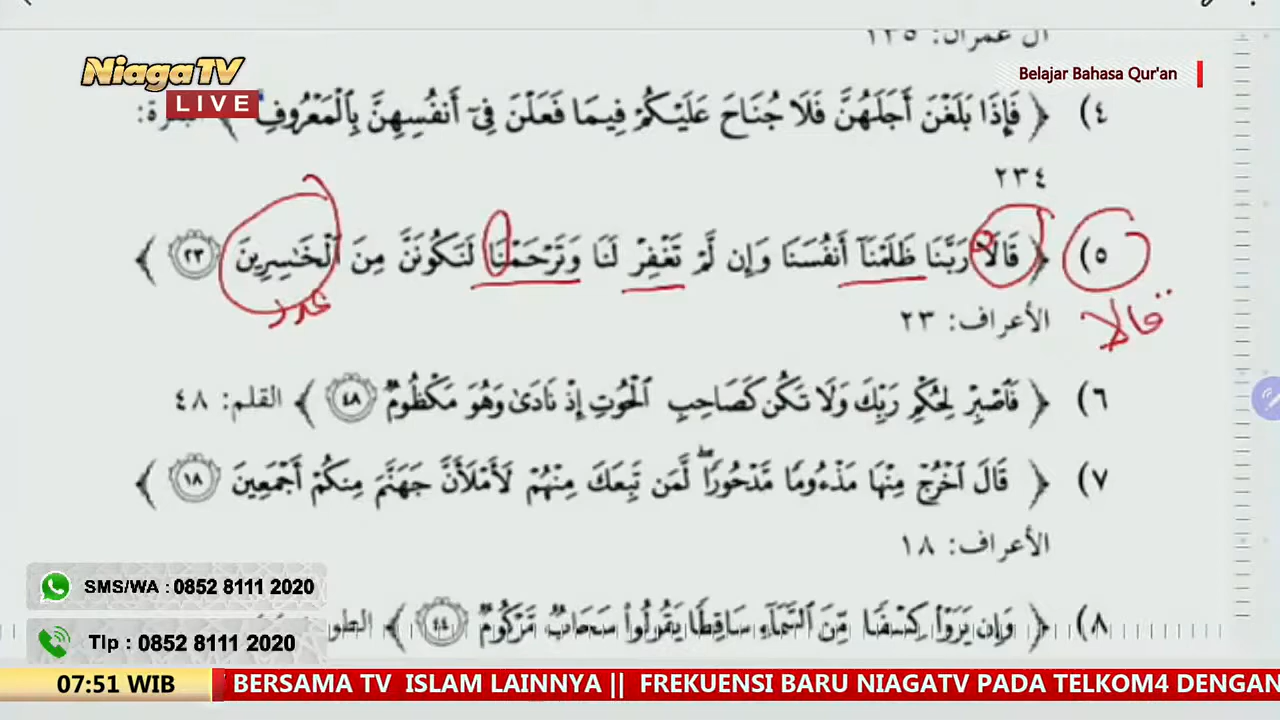 آل عمران: ١٣٥
NiagaTV
LIVE
Belajar Bahasa Qur'an
٤) ﴿ فَإِذَا بَلَغْنَ أَجَلَهُنَّ فَلَا جُنَاحَ عَلَيْكُمْ فِيمَا فَعَلْنَ فِىٓ أَنفُسِهِنَّ بِٱلْمَعْرُوفِ ﴾
٢٣٤
٥) ﴿ قَالَا رَبَّنَا ظَلَمْنَآ أَنفُسَنَا وَإِن لَّمْ تَغْفِرْ لَنَا وَتَرْحَمْنَا لَنَكُونَنَّ مِنَ ٱلْخَٰسِرِينَ ٢٣ ﴾
قالا
الأعراف: ٢٣
٦) ﴿ فَٱصْبِرْ لِحُكْمِ رَبِّكَ وَلَا تَكُن كَصَاحِبِ ٱلْحُوتِ إِذْ نَادَىٰ وَهُوَ مَكْظُومٌ ٤٨ ﴾ القلم: ٤٨
٧) ﴿ قَالَ ٱخْرُجْ مِنْهَا مَذْءُومًا مَّدْحُورًا ۖ لَّمَن تَبِعَكَ مِنْهُمْ لَأَمْلَأَنَّ جَهَنَّمَ مِنكُمْ أَجْمَعِينَ ١٨ ﴾
الأعراف: ١٨
٨) ﴿ وَإِن يَرَوْا۟ كِسْفًا مِّنَ ٱلسَّمَآءِ سَاقِطًا يَقُولُوا۟ سَحَابٌ مَّرْكُومٌ ٤٤ ﴾
SMS/WA : 0852 8111 2020
Tlp : 0852 8111 2020
07:51 WIB
BERSAMA TV ISLAM LAINNYA || FREKUENSI BARU NIAGATV PADA TELKOM4 DENGAN